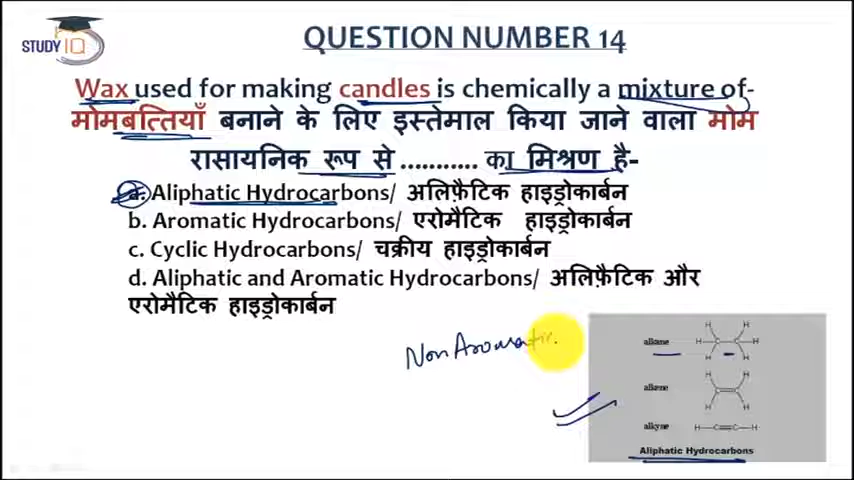 STUDY IQ
QUESTION NUMBER 14
Wax used for making candles is chemically a mixture of-
मोमबत्तियाँ बनाने के लिए इस्तेमाल किया जाने वाला मोम
रासायनिक रूप से ........... का मिश्रण है-
a. Aliphatic Hydrocarbons/ अलिफ़ैटिक हाइड्रोकार्बन
b. Aromatic Hydrocarbons/ एरोमैटिक हाइड्रोकार्बन
c. Cyclic Hydrocarbons/ चक्रीय हाइड्रोकार्बन
d. Aliphatic and Aromatic Hydrocarbons/ अलिफ़ैटिक और
एरोमैटिक हाइड्रोकार्बन
Non Aromatic
alkane
H H
H C C H
H H
alkene
H H
H H
alkyne H C C H
Aliphatic Hydrocarbons